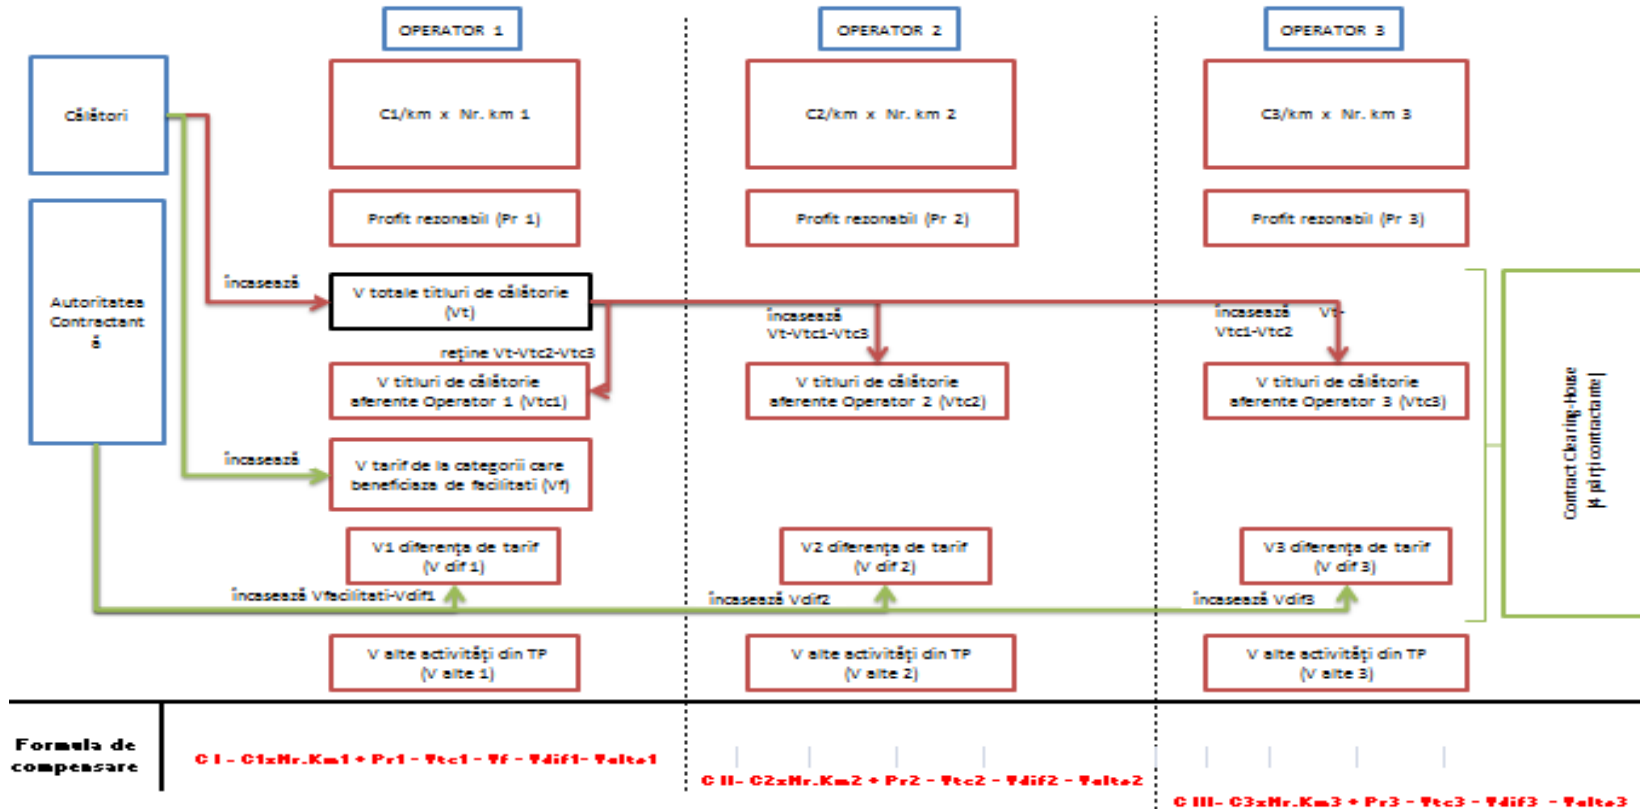 OPERATOR 1
OPERATOR 2
OPERATOR 3
Călători
C1/km x Nr. km 1
C2/km x Nr. km 2
C3/km x Nr. km 3
Profit rezonabil (Pr 1)
Profit rezonabil (Pr 2)
Profit rezonabil (Pr 3)
Autoritatea
Contractant
ă
încasează
V totale titluri de călătorie
(Vt)
încasează
Vt-Vtc1-Vtc3
încasează Vt-
Vtc1-Vtc2
reține Vt-Vtc2-Vtc3
V titluri de călătorie
aferente Operator 1 (Vtc1)
V titluri de călătorie
aferente Operator 2 (Vtc2)
V titluri de călătorie
aferente Operator 3 (Vtc3)
încasează
V tarif de la categorii care
beneficiaza de facilitati (Vf)
Contract Clearing-House
|4 părți contractante|
V1 diferența de tarif
(V dif 1)
V2 diferența de tarif
(V dif 2)
V3 diferența de tarif
(V dif 3)
încasează Vfacilitati-Vdif1
încasează Vdif2
încasează Vdif3
V alte activități din TP
(V alte 1)
V alte activități din TP
(V alte 2)
V alte activități din TP
(V alte 3)
Formula de
compensare
C I - C1xNr.Km1 + Pr1 - Vtc1 - Vf - Vdif1- Valte1
C II- C2xNr.Km2 + Pr2 - Vtc2 - Vdif2 - Valte2
C III- C3xNr.Km3 + Pr3 - Vtc3 - Vdif3 - Valte3